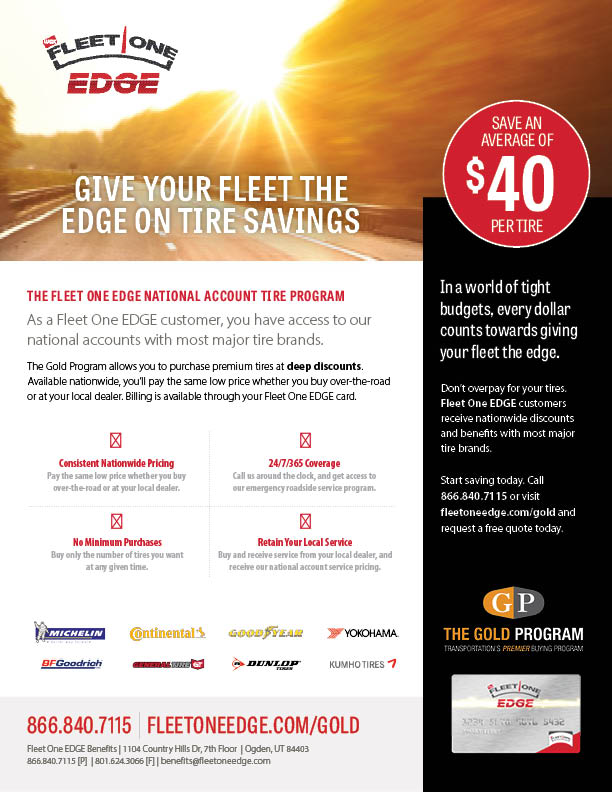 FLEET ONE
EDGE
GIVE YOUR FLEET THE
EDGE ON TIRE SAVINGS
SAVE AN
AVERAGE OF
$40
PER TIRE
THE FLEET ONE EDGE NATIONAL ACCOUNT TIRE PROGRAM
As a Fleet One EDGE customer, you have access to our
national accounts with most major tire brands.
The Gold Program allows you to purchase premium tires at deep discounts.
Available nationwide, you'll pay the same low price whether you buy over-the-road
or at your local dealer. Billing is available through your Fleet One EDGE card.
Consistent Nationwide Pricing
Pay the same low price whether you buy
over-the-road or at your local dealer.
24/7/365 Coverage
Call us around the clock, and get access to
our emergency roadside service program.
No Minimum Purchases
Buy only the number of tires you want
at any given time.
Retain Your Local Service
Buy and receive service from your local dealer, and
receive our national account service pricing.
MICHELIN
Continental
GOODYEAR
YOKOHAMA
BFGoodrich
GENERAL TIRE
DUNLOP
TIRES
KUMHO TIRES
In a world of tight
budgets, every dollar
counts towards giving
your fleet the edge.
Don't overpay for your tires.
Fleet One EDGE customers
receive nationwide discounts
and benefits with most major
tire brands.
Start saving today. Call
866.840.7115 or visit
fleetoneedge.com/gold and
request a free quote today.
GP
THE GOLD PROGRAM
TRANSPORTATION'S PREMIER BUYING PROGRAM
FLEET ONE
EDGE
866.840.7115 | FLEETONEEDGE.COM/GOLD
Fleet One EDGE Benefits | 1104 Country Hills Dr, 7th Floor | Ogden, UT 84403
866.840.7115 [P] | 801.624.3066 [F] | benefits@fleetoneedge.com